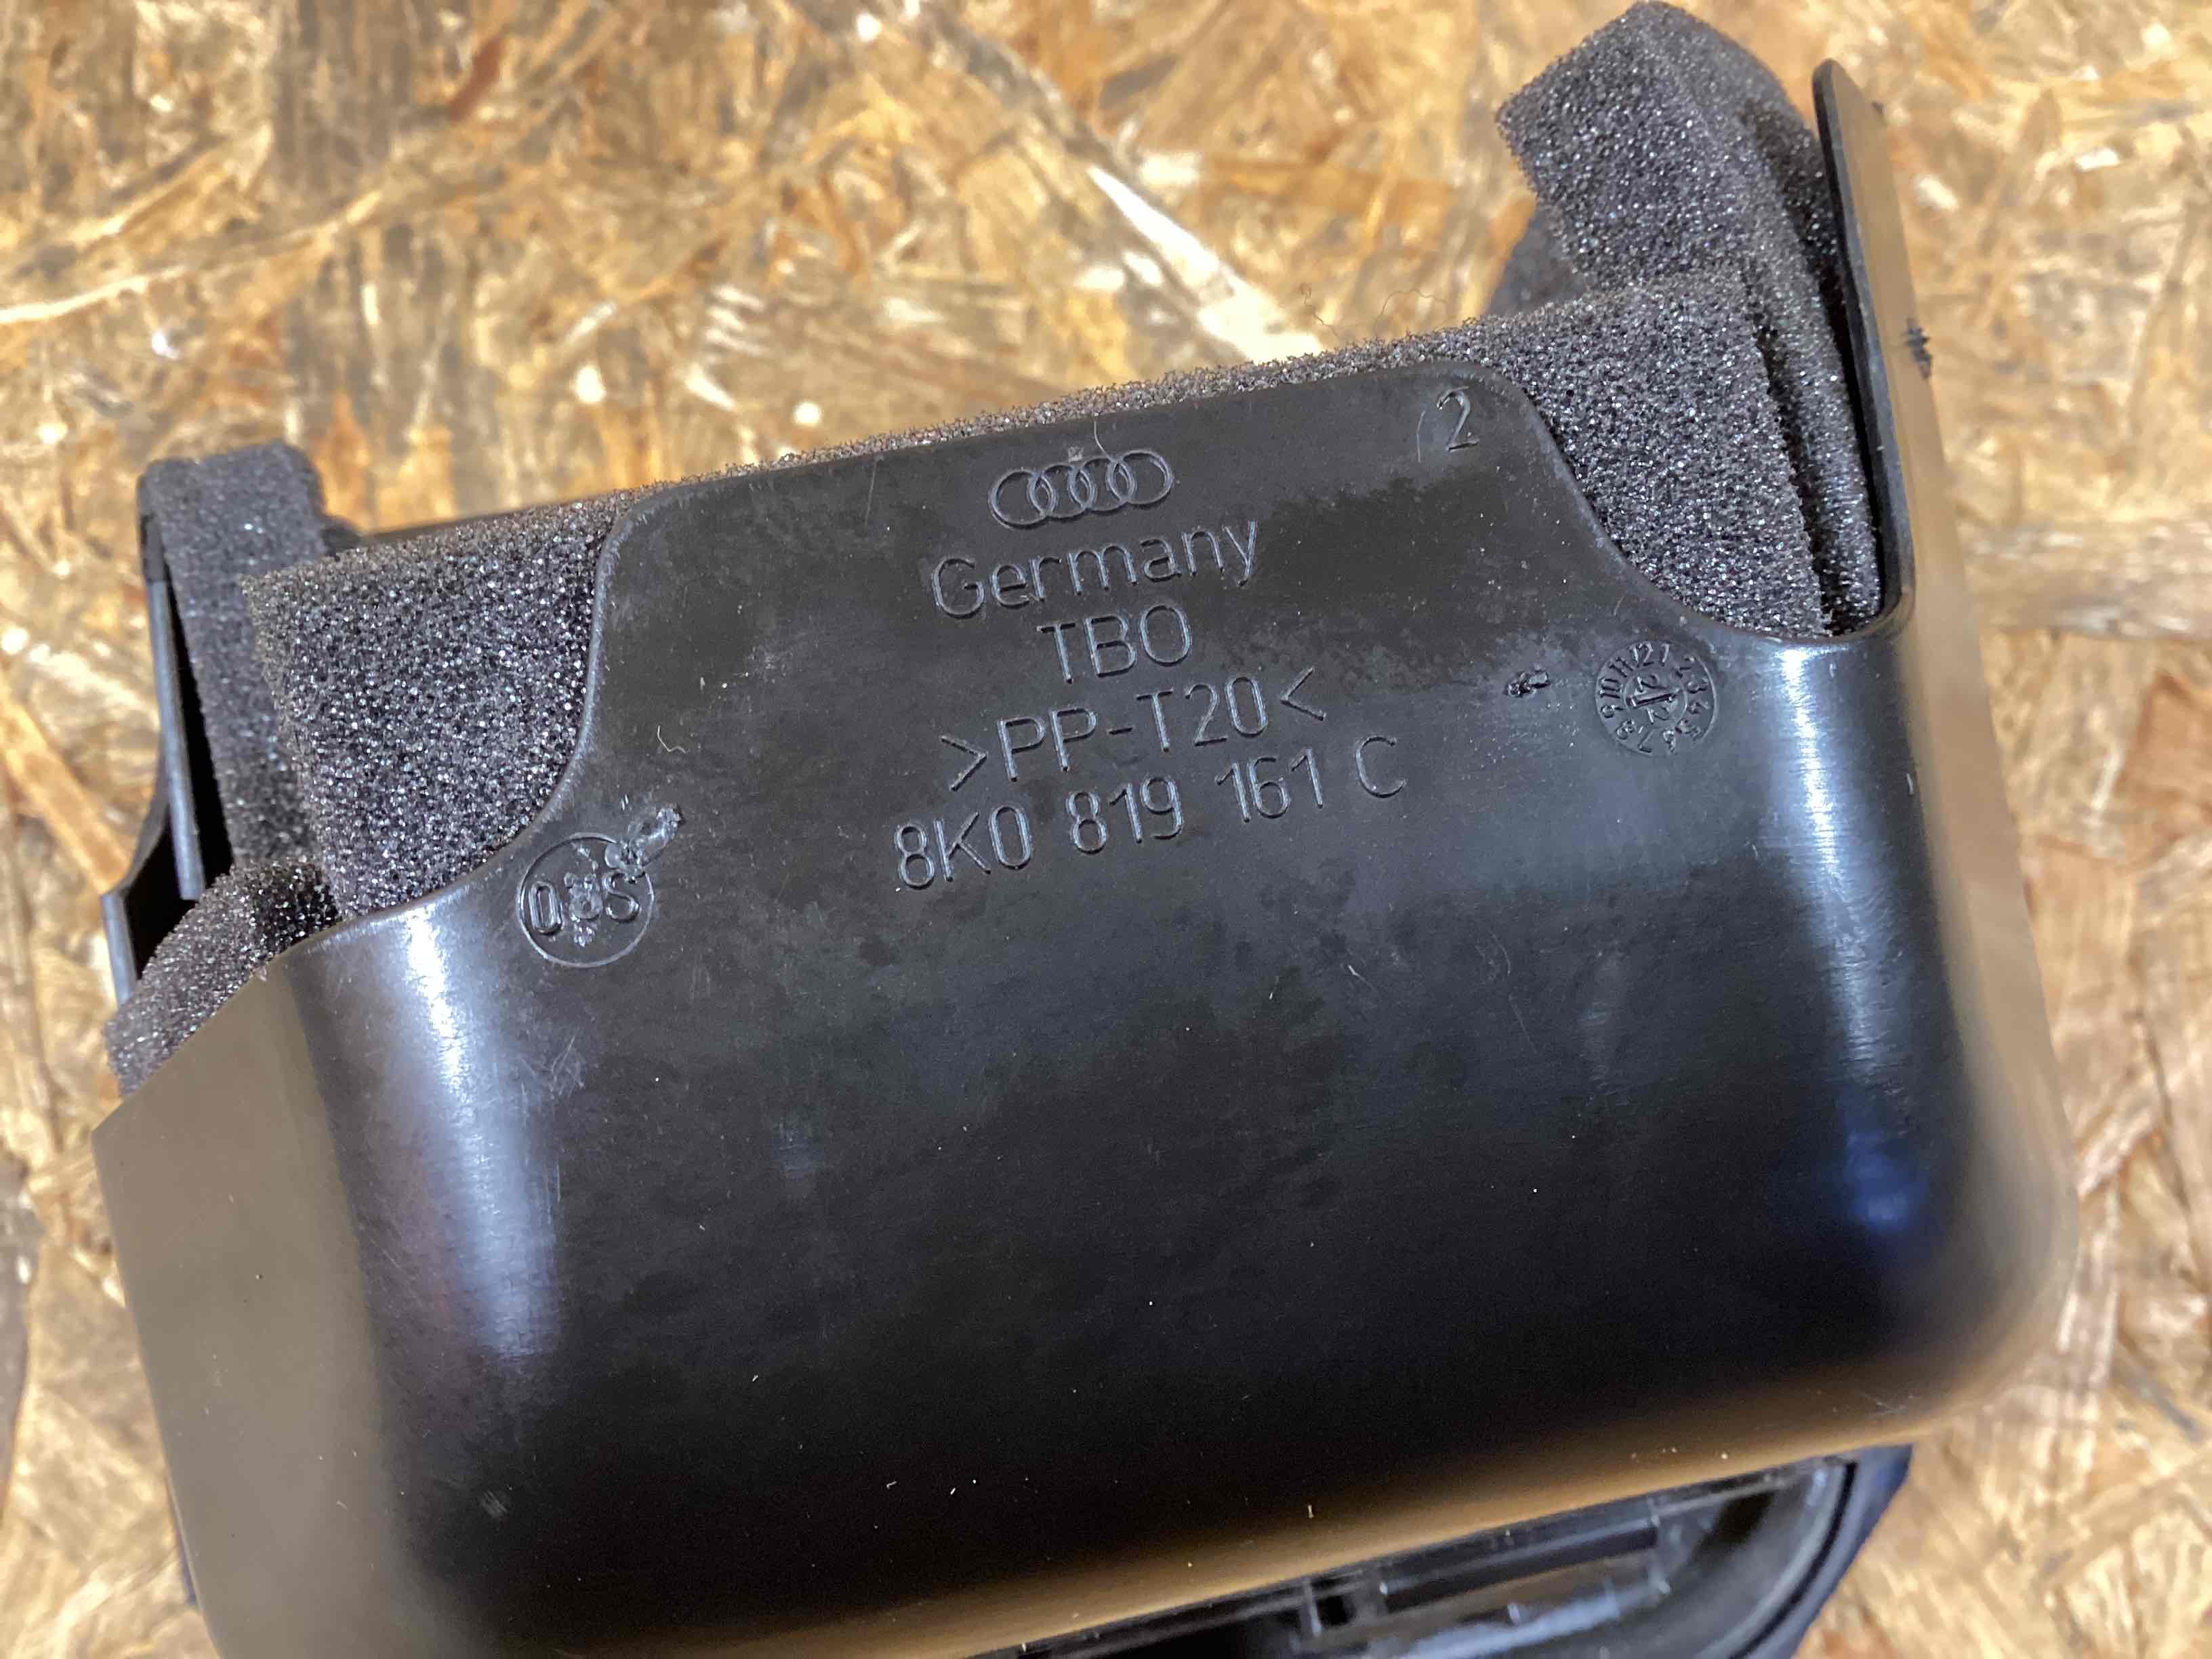 2
Germany
TBO
>PP-T20<
8K0 819 161 C